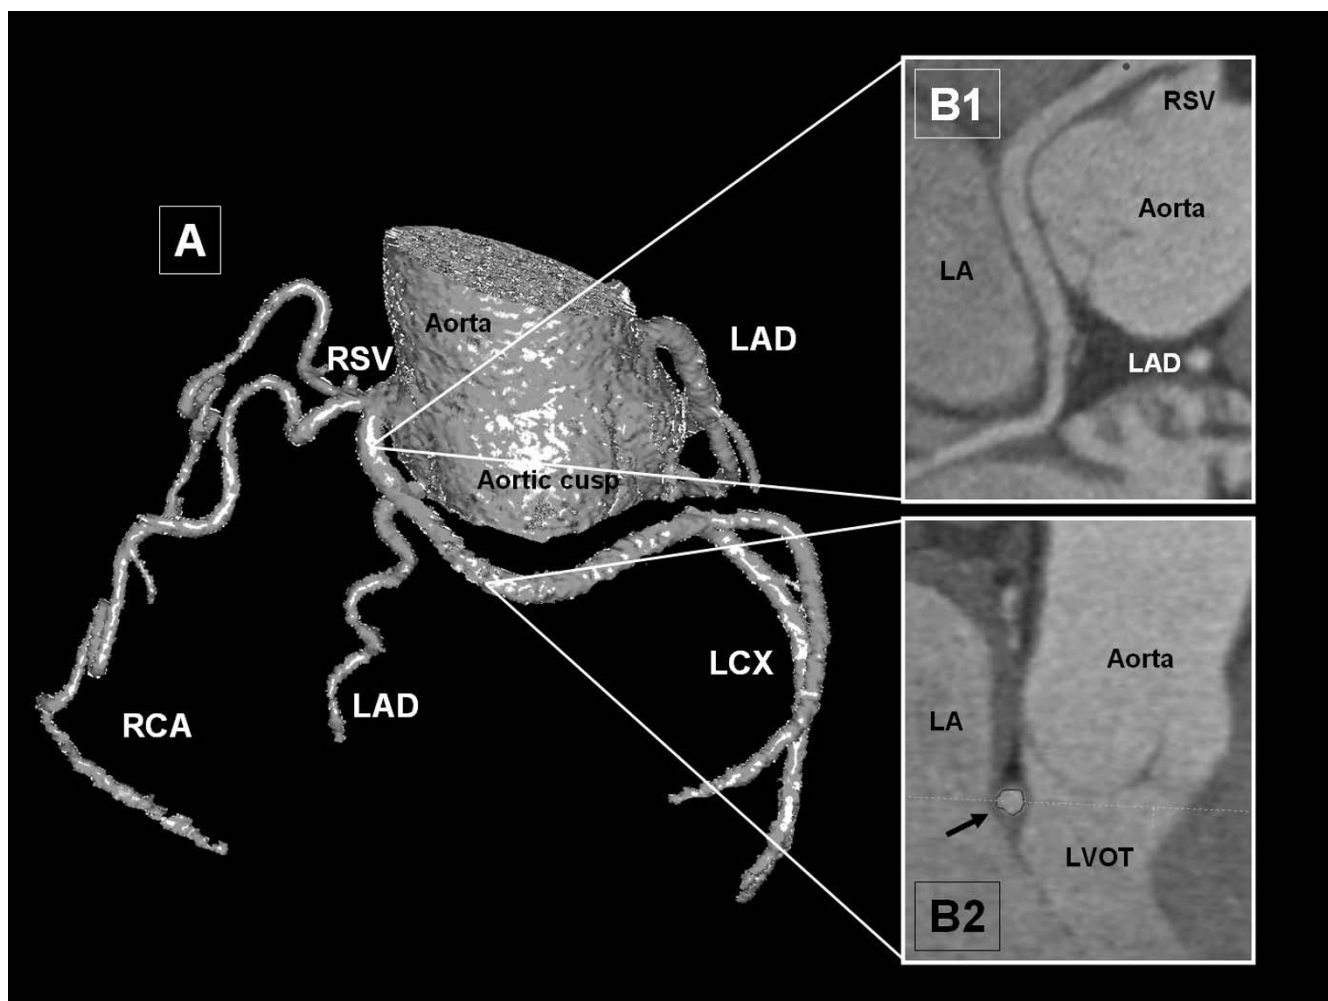 A
Aorta
RSV
LAD
Aortic cusp
LAD
LCX
RCA
B1
RSV
Aorta
LA
LAD
Aorta
LA
LVOT
B2